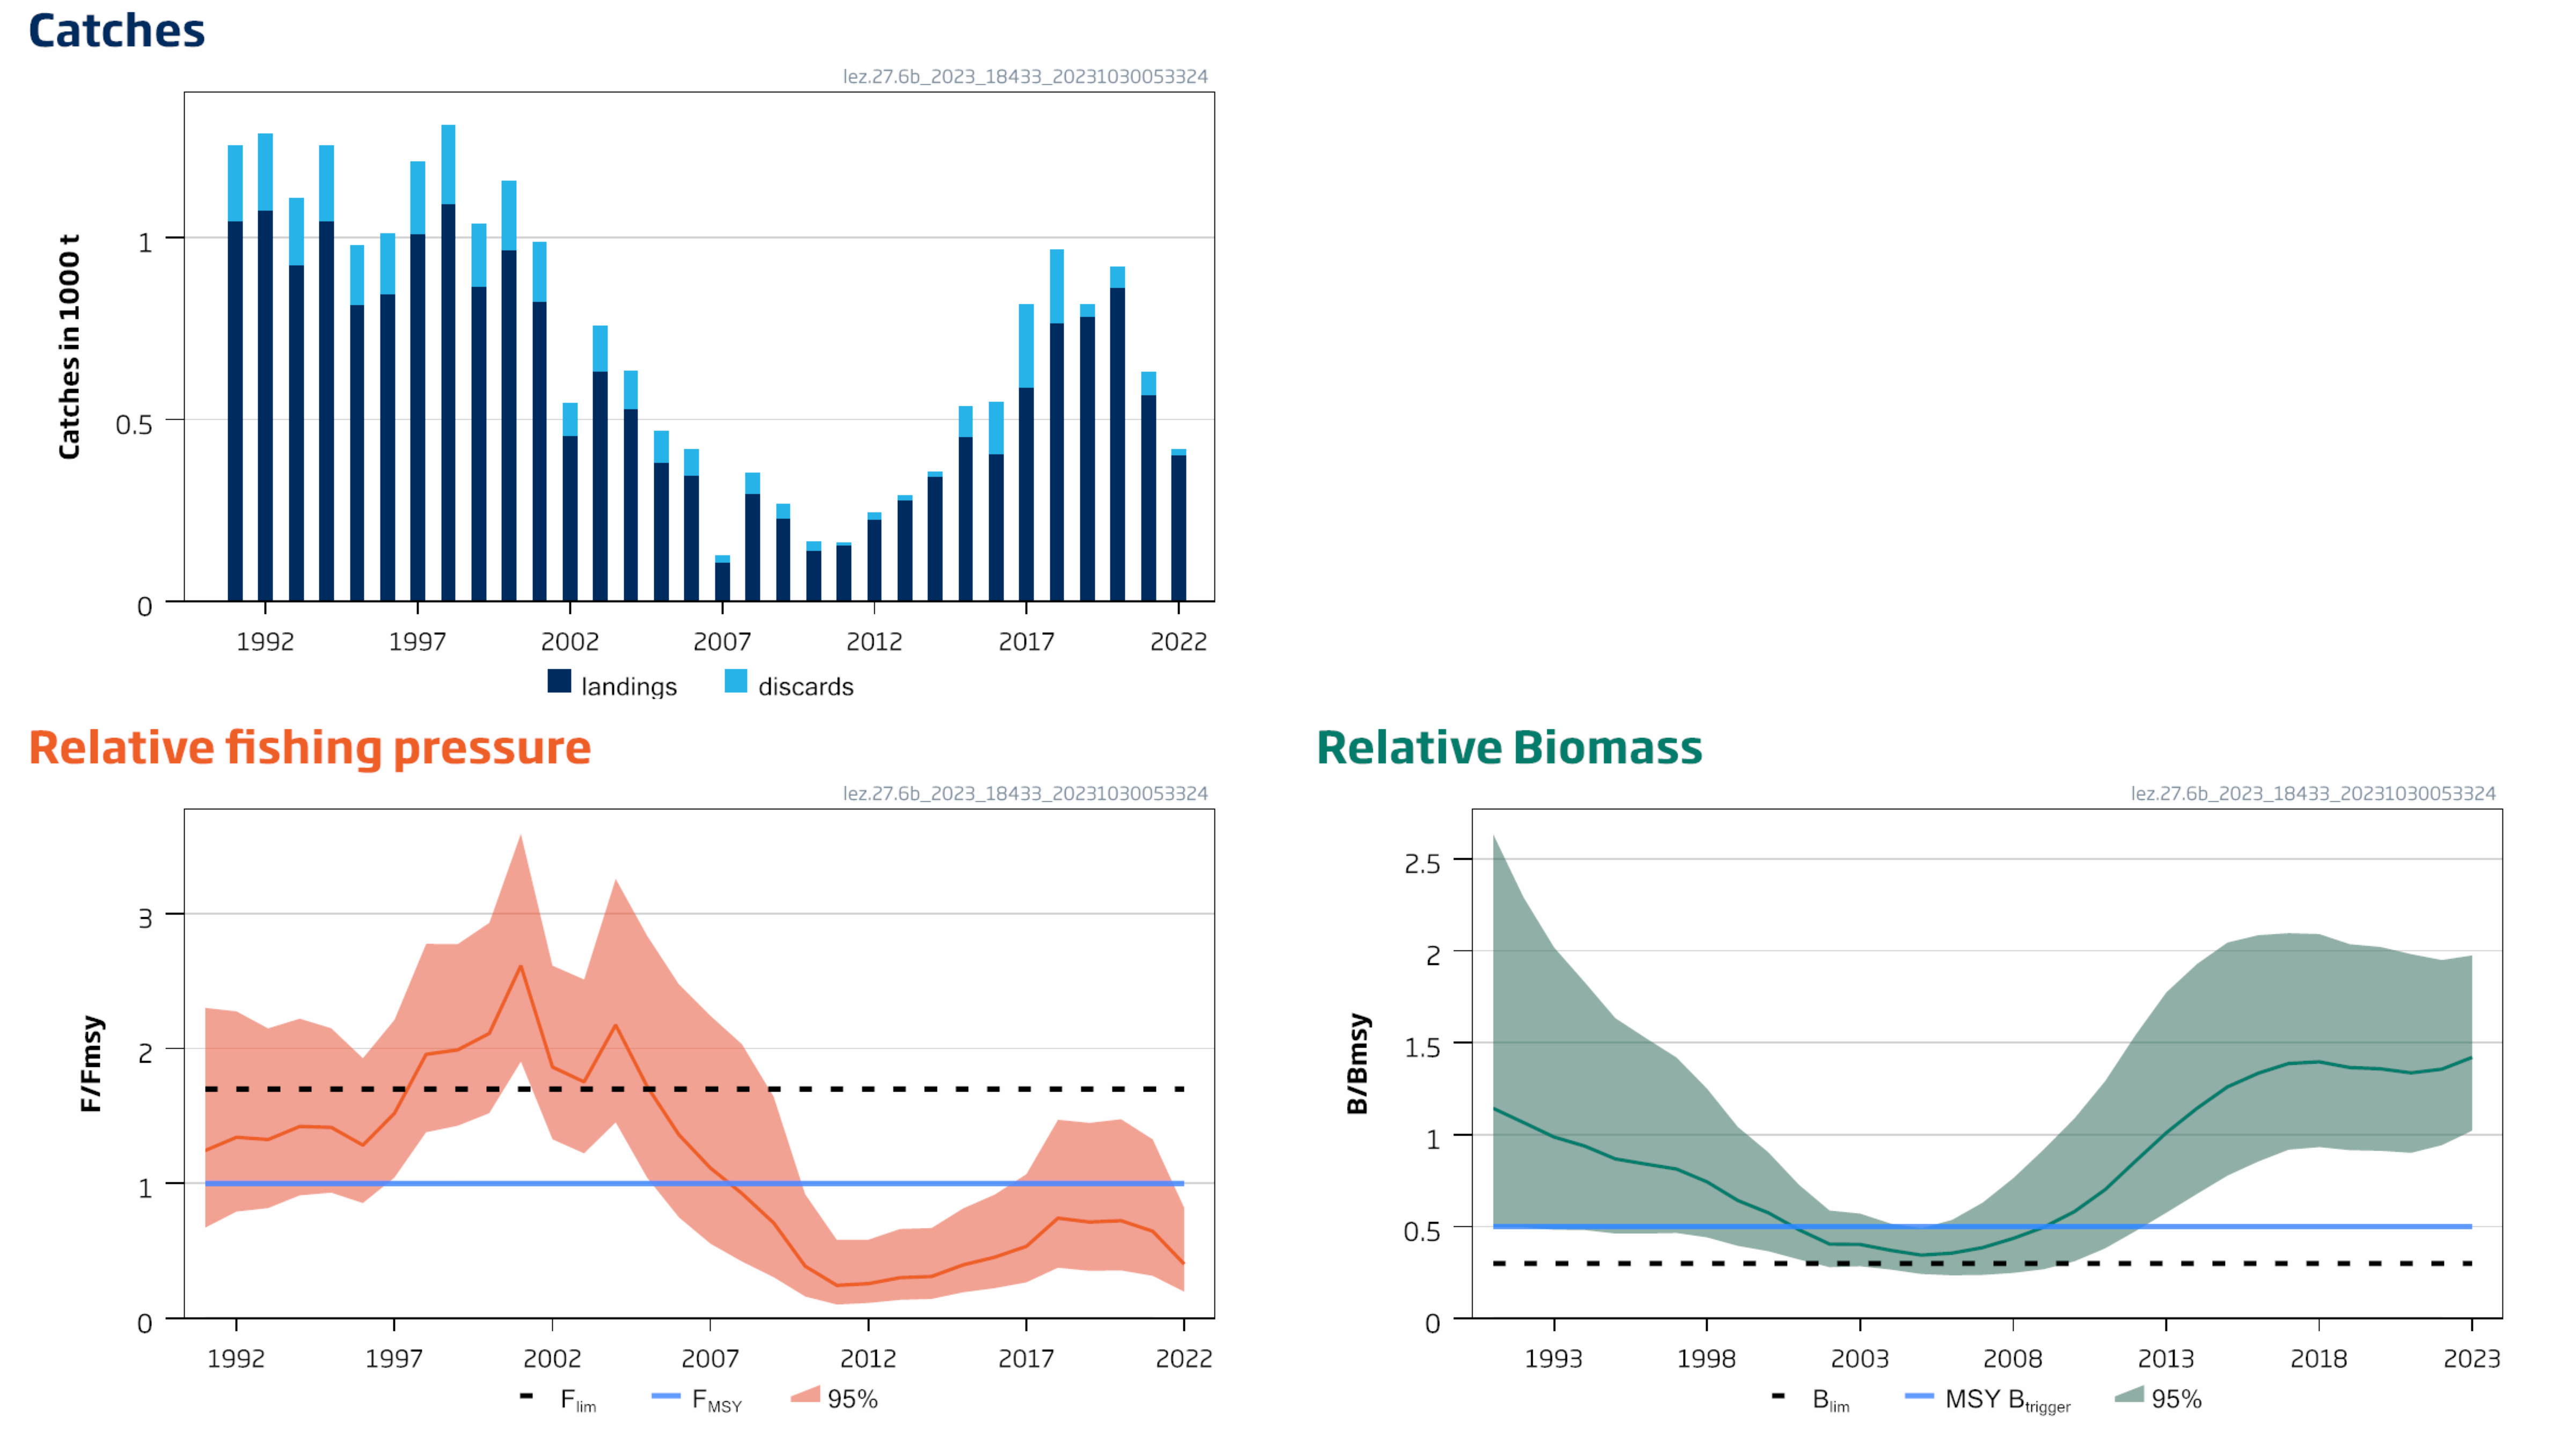 Catches
lez.27.6b_2023_18433_20231030053324
Catches in 1000 t
1
0.5
0
1992 1997 2002 2007 2012 2017 2022
landings discards
Relative fishing pressure
lez.27.6b_2023_18433_20231030053324
F/Fmsy
3
2
1
0
1992 1997 2002 2007 2012 2017 2022
Flim FMSY 95%
Relative Biomass
lez.27.6b_2023_18433_20231030053324
B/Bmsy
2.5
2
1.5
1
0.5
0
1993 1998 2003 2008 2013 2018 2023
Blim MSY Btrigger 95%